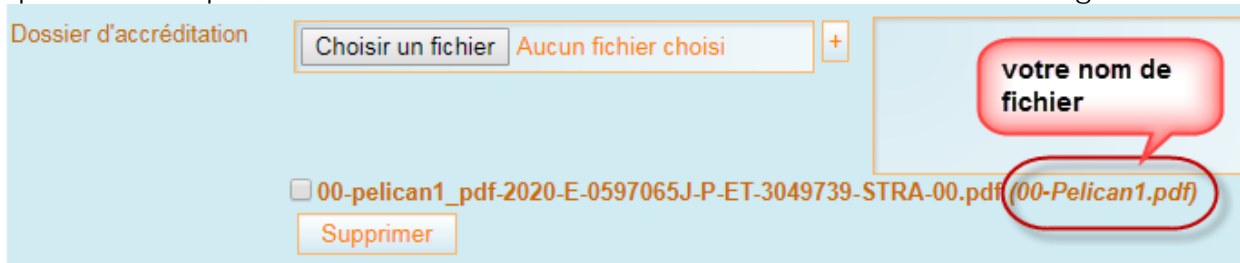 Dossier d'accréditation
Choisir un fichier Aucun fichier choisi +
votre nom de
fichier
00-pelican1_pdf-2020-E-0597065J-P-ET-3049739-STRA-00.pdf (00-Pelican1.pdf)
Supprimer